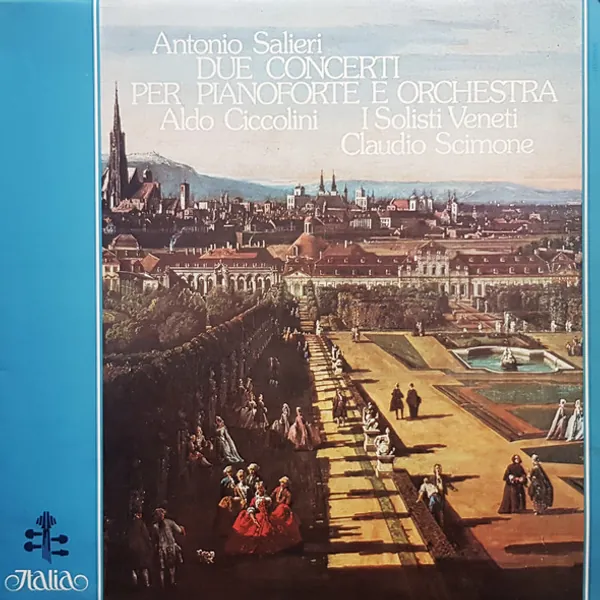 Antonio Salieri
DUE CONCERTI
PER PIANOFORTE E ORCHESTRA
Aldo Ciccolini I Solisti Veneti
Claudio Scimone
Italia